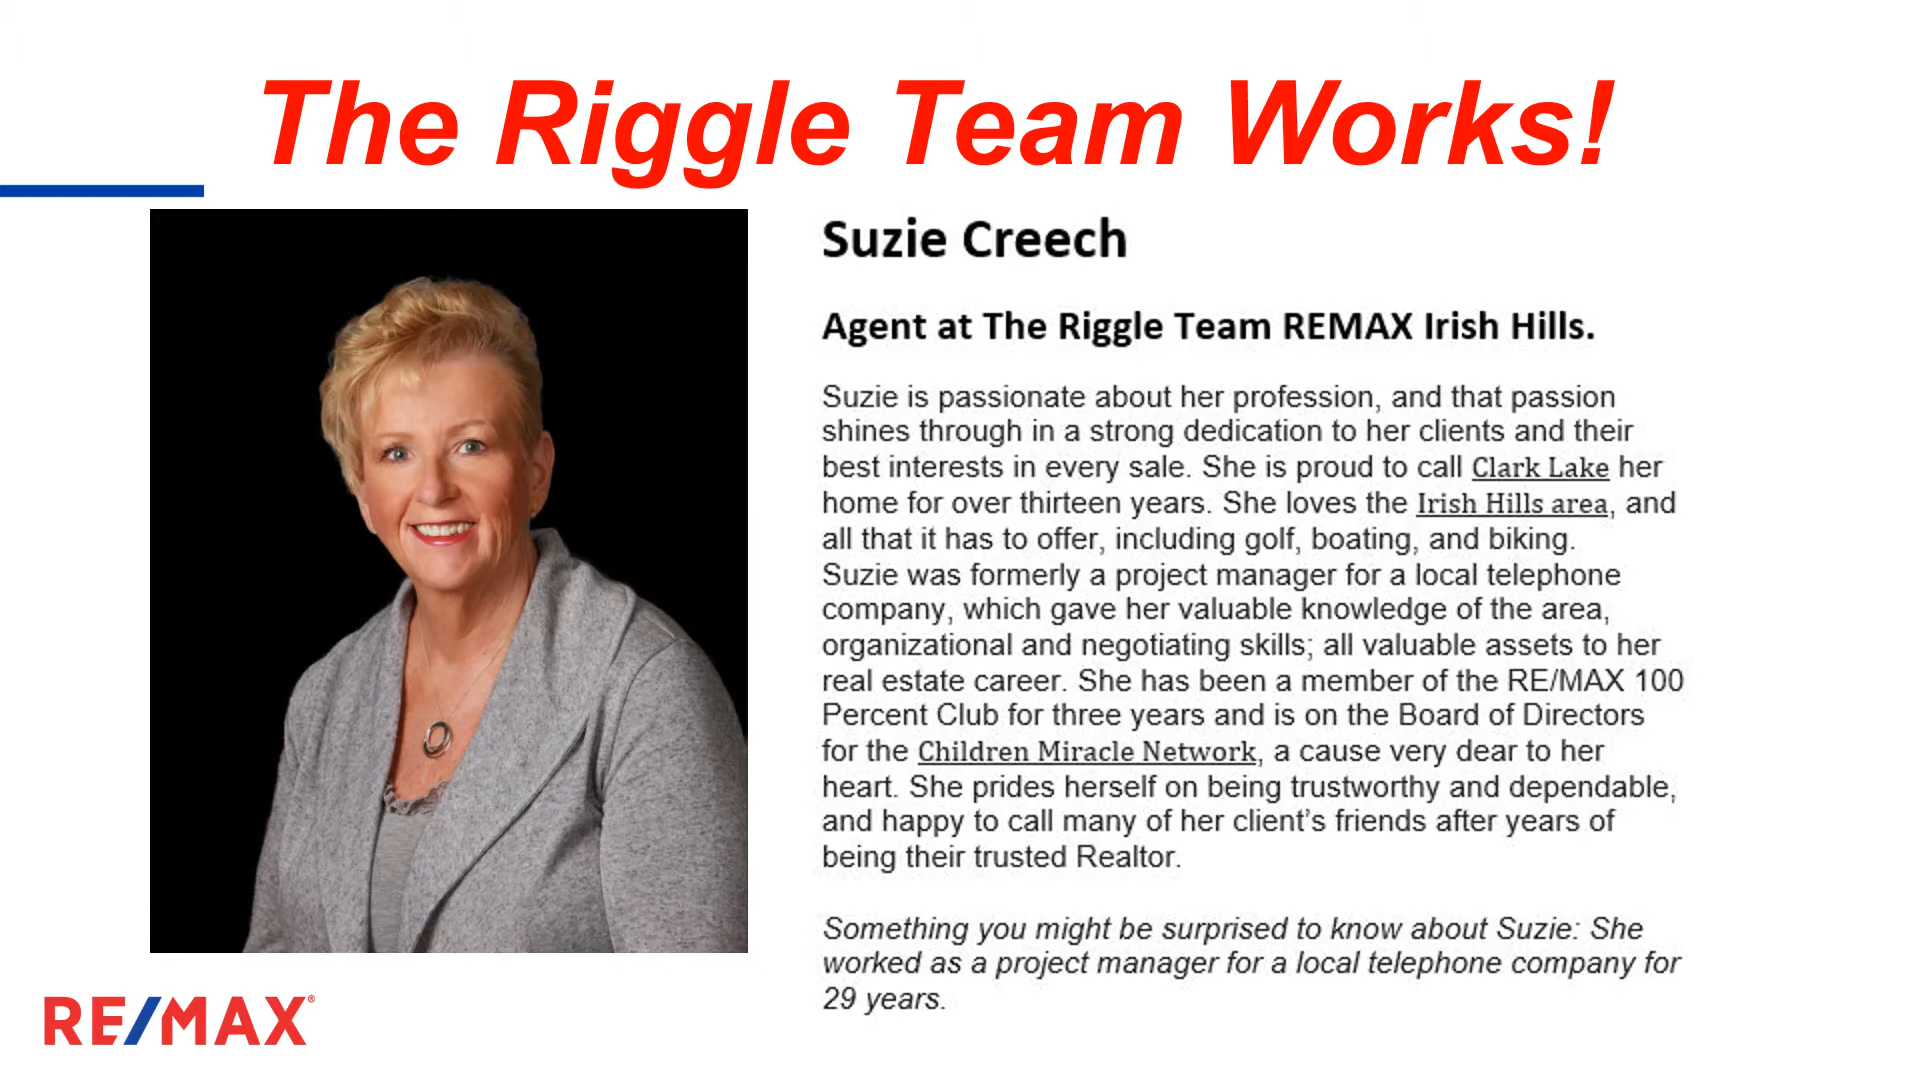 The Riggle Team Works!
Suzie Creech
Agent at The Riggle Team REMAX Irish Hills.
Suzie is passionate about her profession, and that passion
shines through in a strong dedication to her clients and their
best interests in every sale. She is proud to call Clark Lake her
home for over thirteen years. She loves the Irish Hills area, and
all that it has to offer, including golf, boating, and biking.
Suzie was formerly a project manager for a local telephone
company, which gave her valuable knowledge of the area,
organizational and negotiating skills; all valuable assets to her
real estate career. She has been a member of the RE/MAX 100
Percent Club for three years and is on the Board of Directors
for the Children Miracle Network, a cause very dear to her
heart. She prides herself on being trustworthy and dependable,
and happy to call many of her client’s friends after years of
being their trusted Realtor.
Something you might be surprised to know about Suzie: She
worked as a project manager for a local telephone company for
29 years.
RE/MAX®